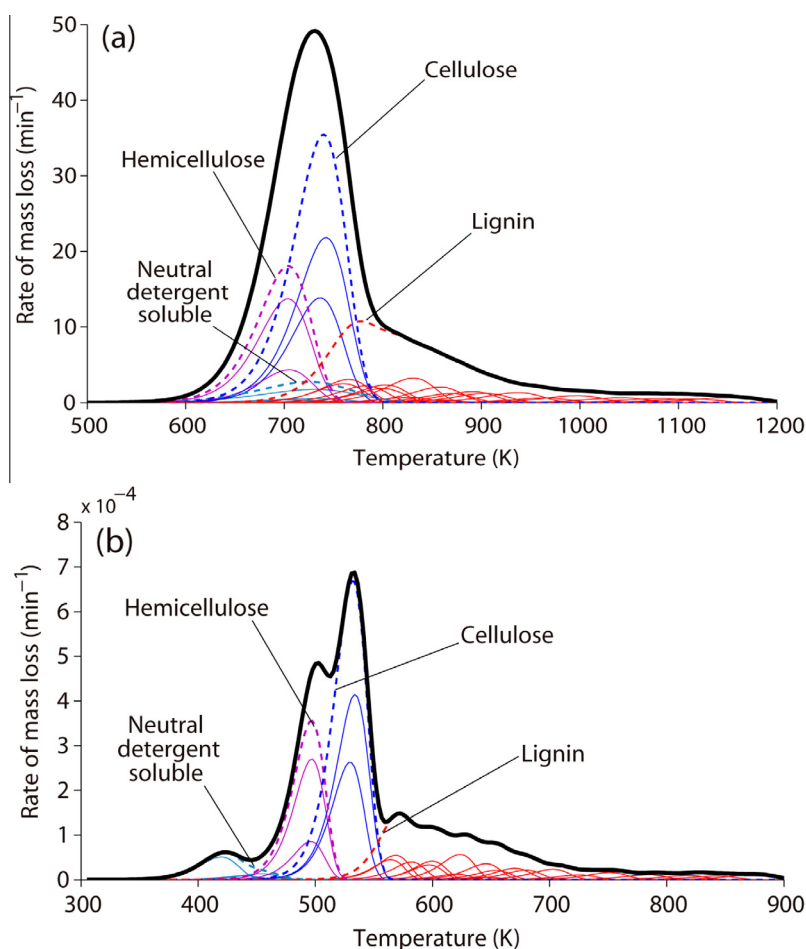 (a)
50
40
30
20
10
0
Rate of mass loss (min⁻¹)
Cellulose
Hemicellulose
Lignin
Neutral
detergent
soluble
500 600 700 800 900 1000 1100 1200
Temperature (K)
x 10⁻⁴
(b)
8
7
6
5
4
3
2
1
0
Rate of mass loss (min⁻¹)
Hemicellulose
Cellulose
Neutral
detergent
soluble
Lignin
300 400 500 600 700 800 900
Temperature (K)